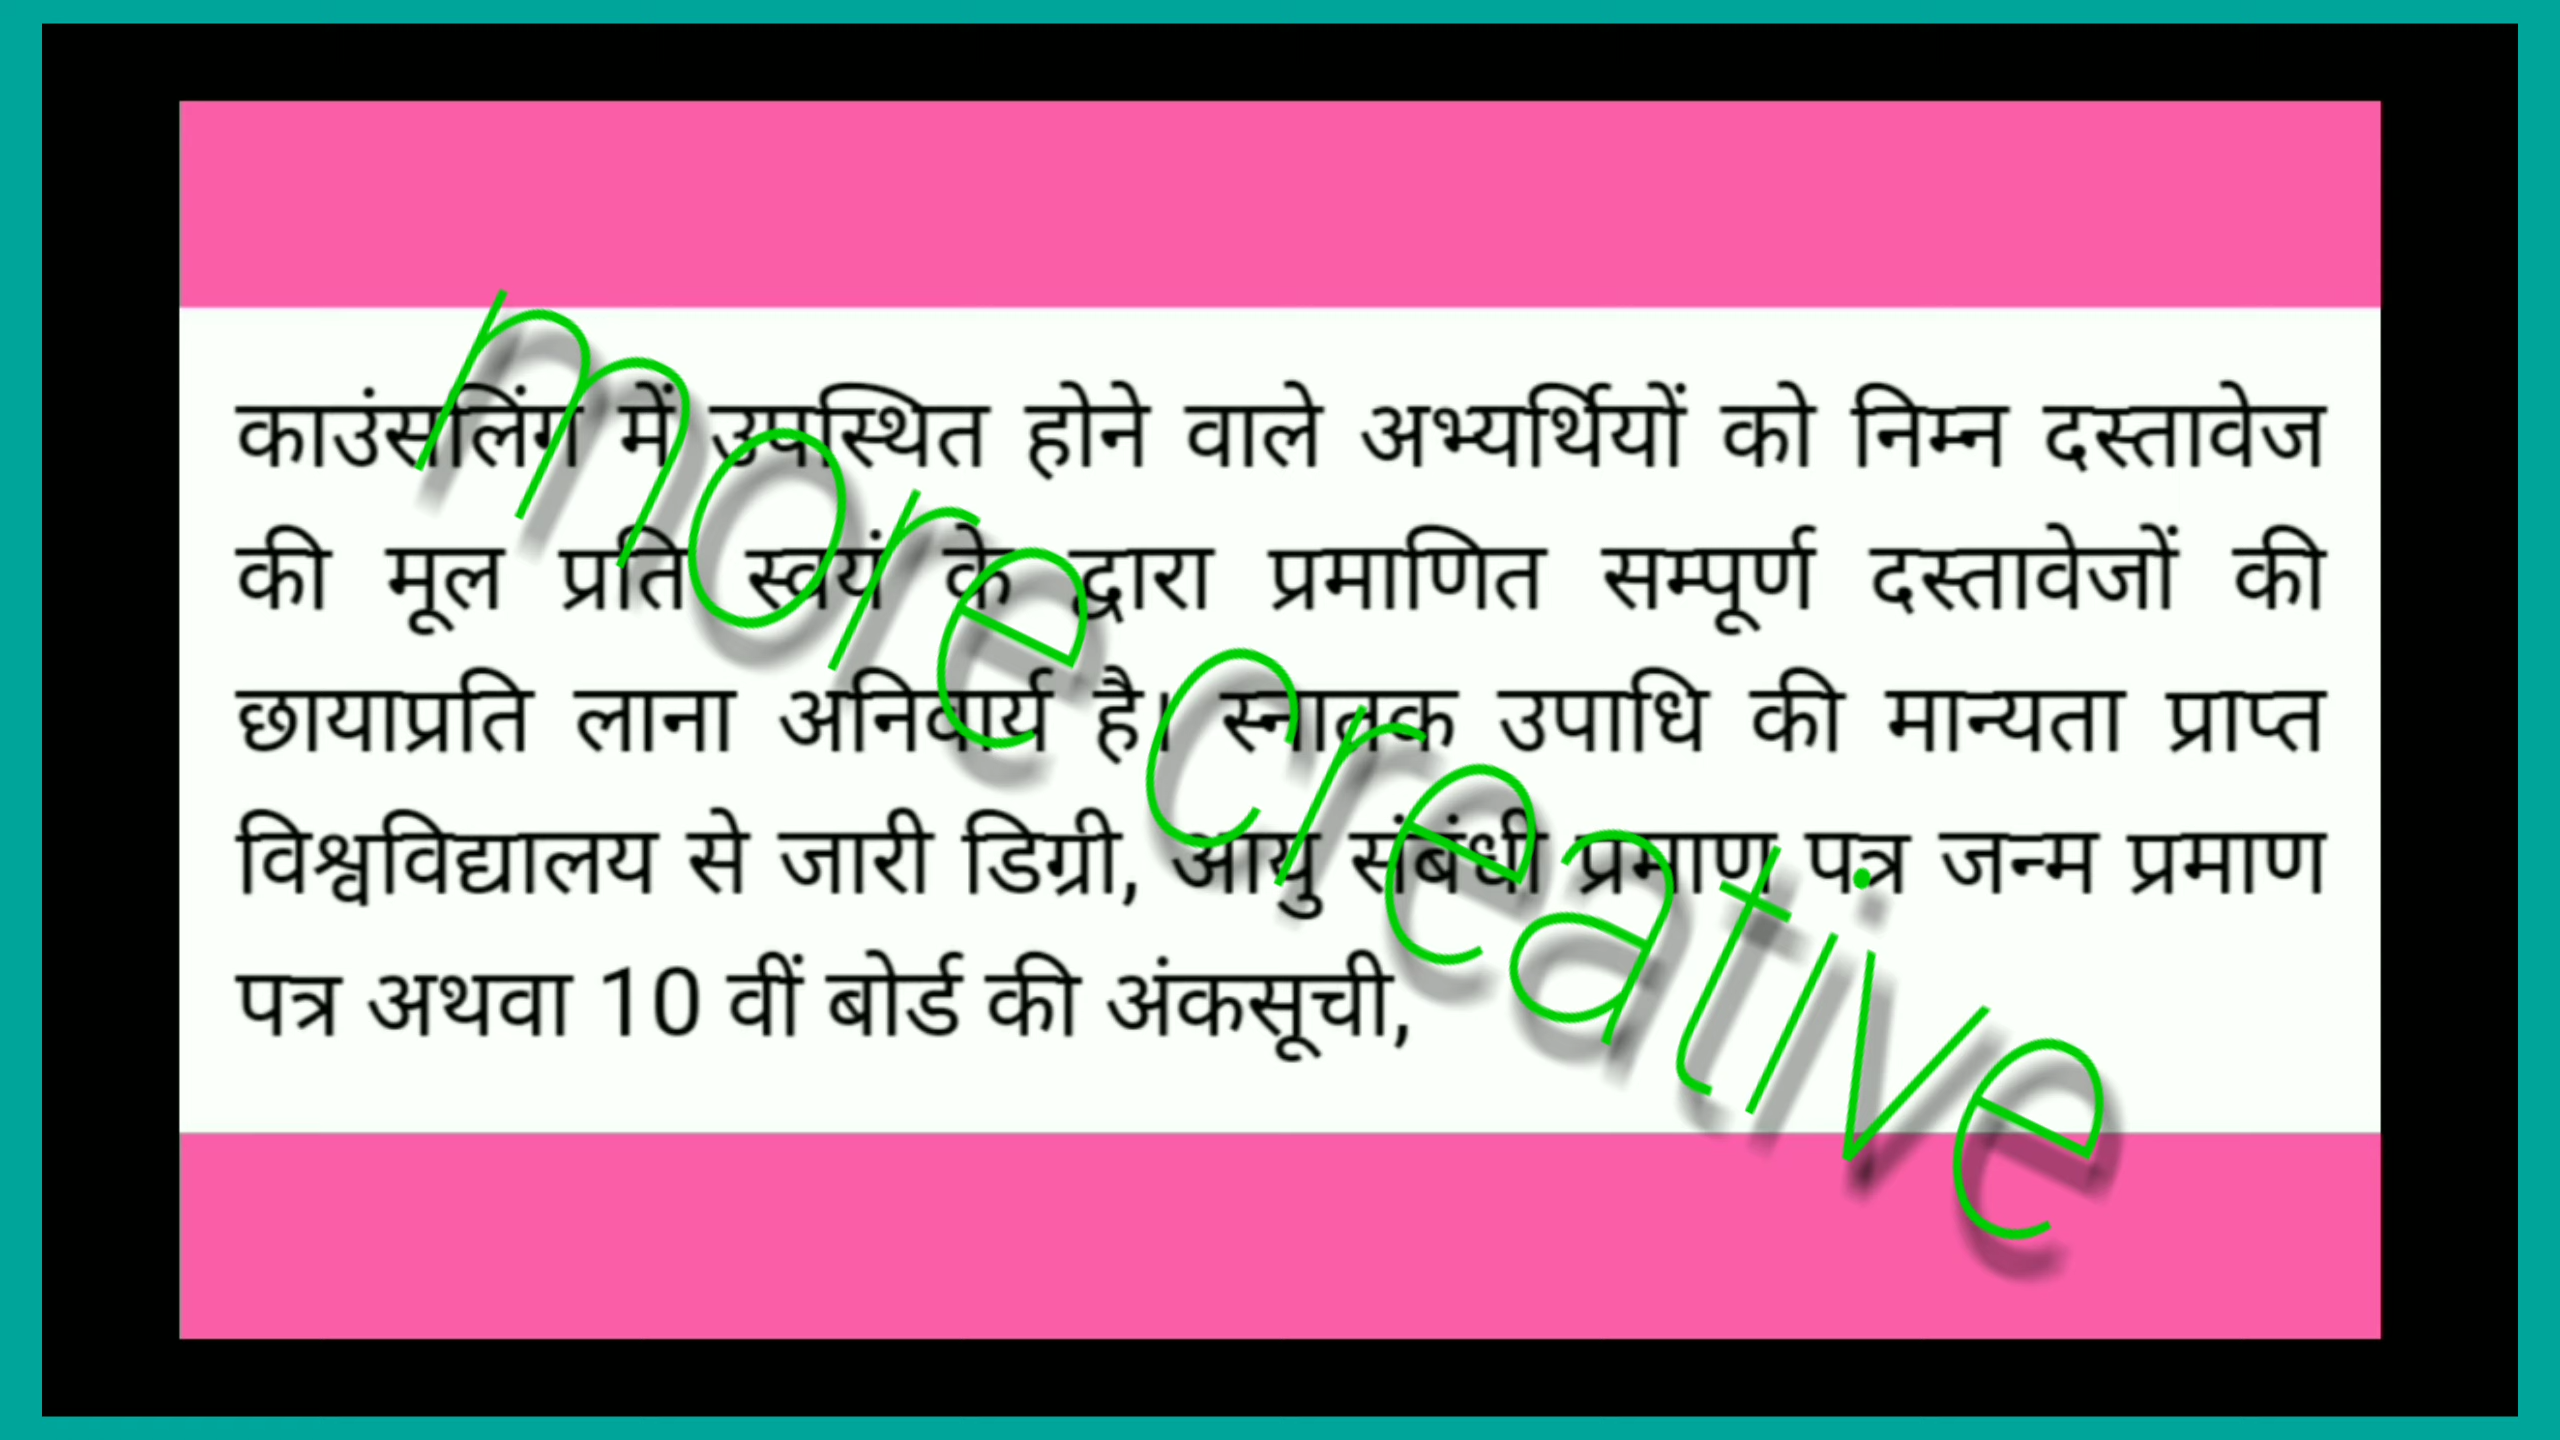 काउंसलिंग में उपस्थित होने वाले अभ्यर्थियों को निम्न दस्तावेज
की मूल प्रति स्वयं के द्वारा प्रमाणित सम्पूर्ण दस्तावेजों की
छायाप्रति लाना अनिवार्य है। स्नातक उपाधि की मान्यता प्राप्त
विश्वविद्यालय से जारी डिग्री, आयु संबंधी प्रमाण पत्र जन्म प्रमाण
पत्र अथवा 10 वीं बोर्ड की अंकसूची,
more creative